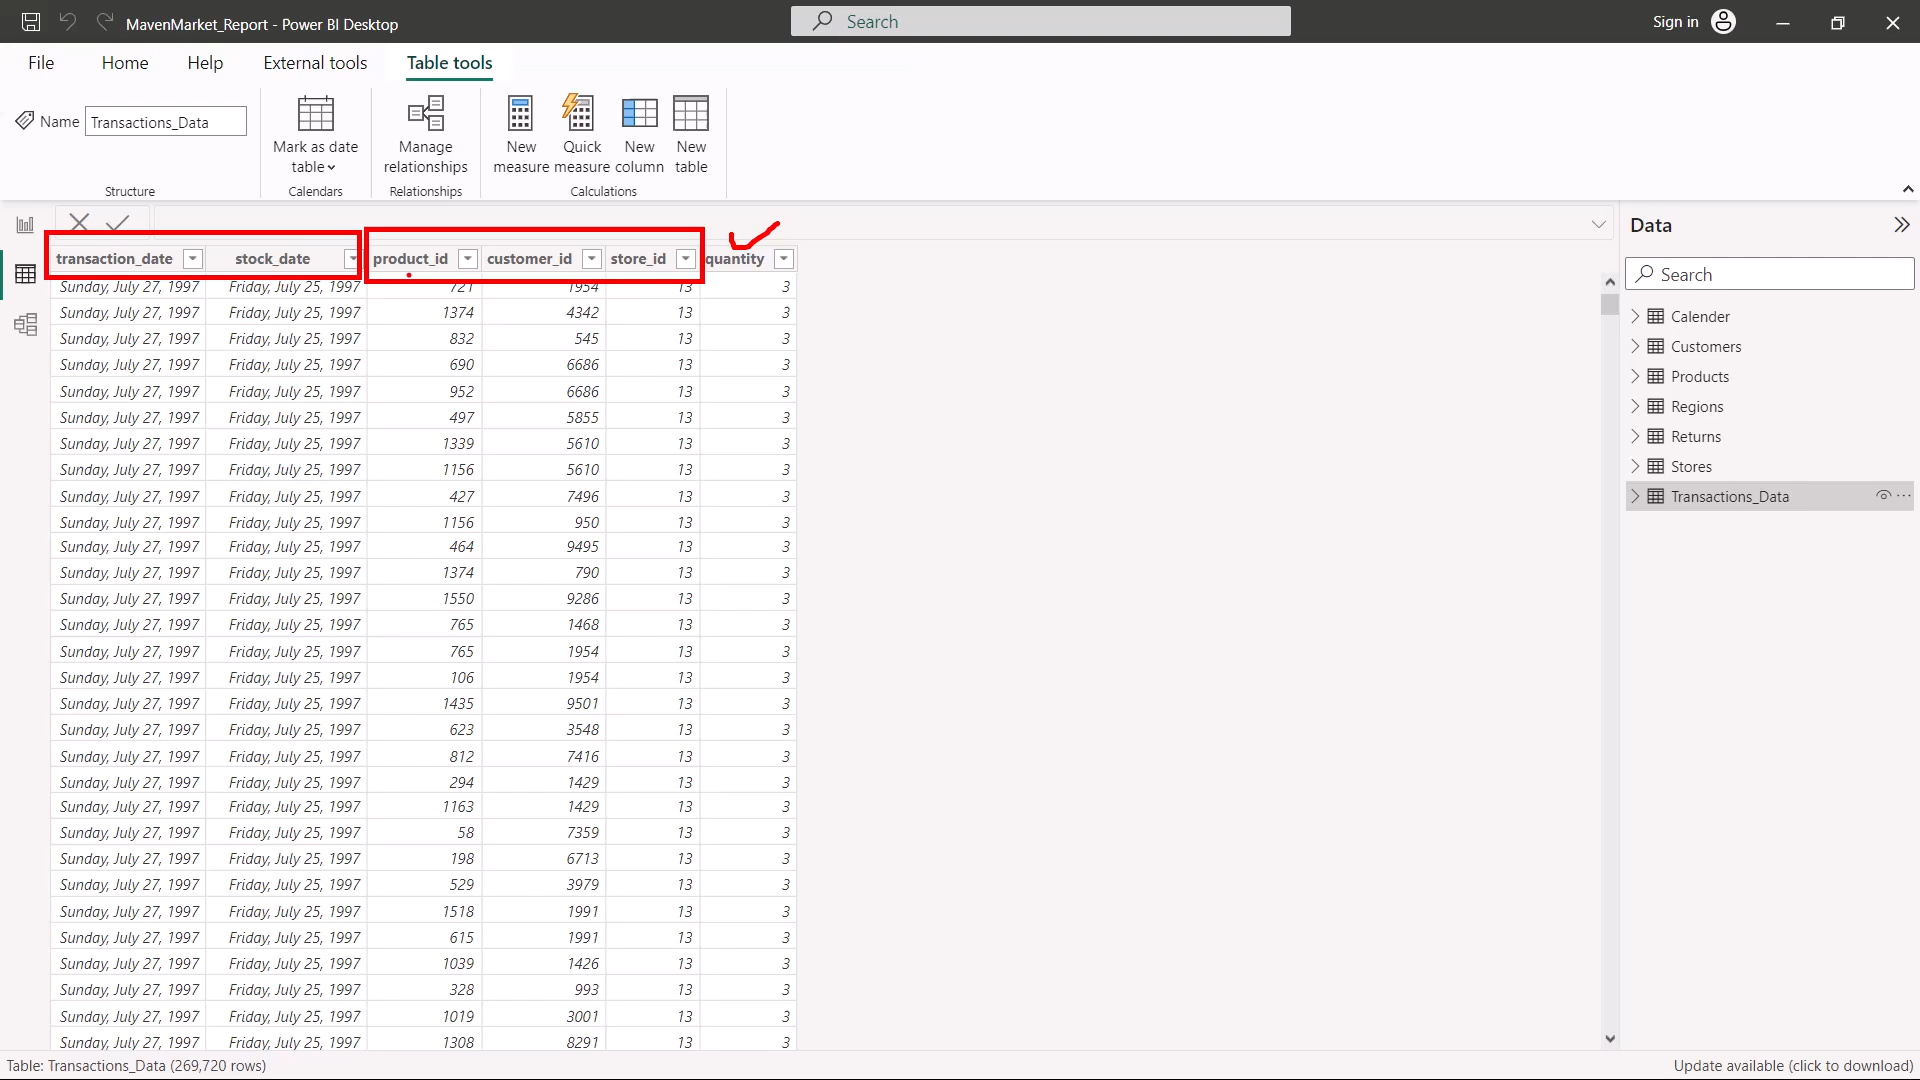 MavenMarket_Report - Power BI Desktop
Search
Sign in
File Home Help External tools Table tools
Name Transactions_Data
Structure
Mark as date table
Calendars
Manage relationships
Relationships
New measure
Quick measure
New column
New table
Calculations
transaction_date stock_date product_id customer_id store_id quantity
Sunday, July 27, 1997 Friday, July 25, 1997 721 1954 13 3
Sunday, July 27, 1997 Friday, July 25, 1997 1374 4342 13 3
Sunday, July 27, 1997 Friday, July 25, 1997 832 545 13 3
Sunday, July 27, 1997 Friday, July 25, 1997 690 6686 13 3
Sunday, July 27, 1997 Friday, July 25, 1997 952 6686 13 3
Sunday, July 27, 1997 Friday, July 25, 1997 497 5855 13 3
Sunday, July 27, 1997 Friday, July 25, 1997 1339 5610 13 3
Sunday, July 27, 1997 Friday, July 25, 1997 1156 5610 13 3
Sunday, July 27, 1997 Friday, July 25, 1997 427 7496 13 3
Sunday, July 27, 1997 Friday, July 25, 1997 1156 950 13 3
Sunday, July 27, 1997 Friday, July 25, 1997 464 9495 13 3
Sunday, July 27, 1997 Friday, July 25, 1997 1374 790 13 3
Sunday, July 27, 1997 Friday, July 25, 1997 1550 9286 13 3
Sunday, July 27, 1997 Friday, July 25, 1997 765 1468 13 3
Sunday, July 27, 1997 Friday, July 25, 1997 765 1954 13 3
Sunday, July 27, 1997 Friday, July 25, 1997 106 1954 13 3
Sunday, July 27, 1997 Friday, July 25, 1997 1435 9501 13 3
Sunday, July 27, 1997 Friday, July 25, 1997 623 3548 13 3
Sunday, July 27, 1997 Friday, July 25, 1997 812 7416 13 3
Sunday, July 27, 1997 Friday, July 25, 1997 294 1429 13 3
Sunday, July 27, 1997 Friday, July 25, 1997 1163 1429 13 3
Sunday, July 27, 1997 Friday, July 25, 1997 58 7359 13 3
Sunday, July 27, 1997 Friday, July 25, 1997 198 6713 13 3
Sunday, July 27, 1997 Friday, July 25, 1997 529 3979 13 3
Sunday, July 27, 1997 Friday, July 25, 1997 1518 1991 13 3
Sunday, July 27, 1997 Friday, July 25, 1997 615 1991 13 3
Sunday, July 27, 1997 Friday, July 25, 1997 1039 1426 13 3
Sunday, July 27, 1997 Friday, July 25, 1997 328 993 13 3
Sunday, July 27, 1997 Friday, July 25, 1997 1019 3001 13 3
Sunday, July 27, 1997 Friday, July 25, 1997 1308 8291 13 3
Data
Search
Calender
Customers
Products
Regions
Returns
Stores
Transactions_Data
Table: Transactions_Data (269,720 rows)
Update available (click to download)